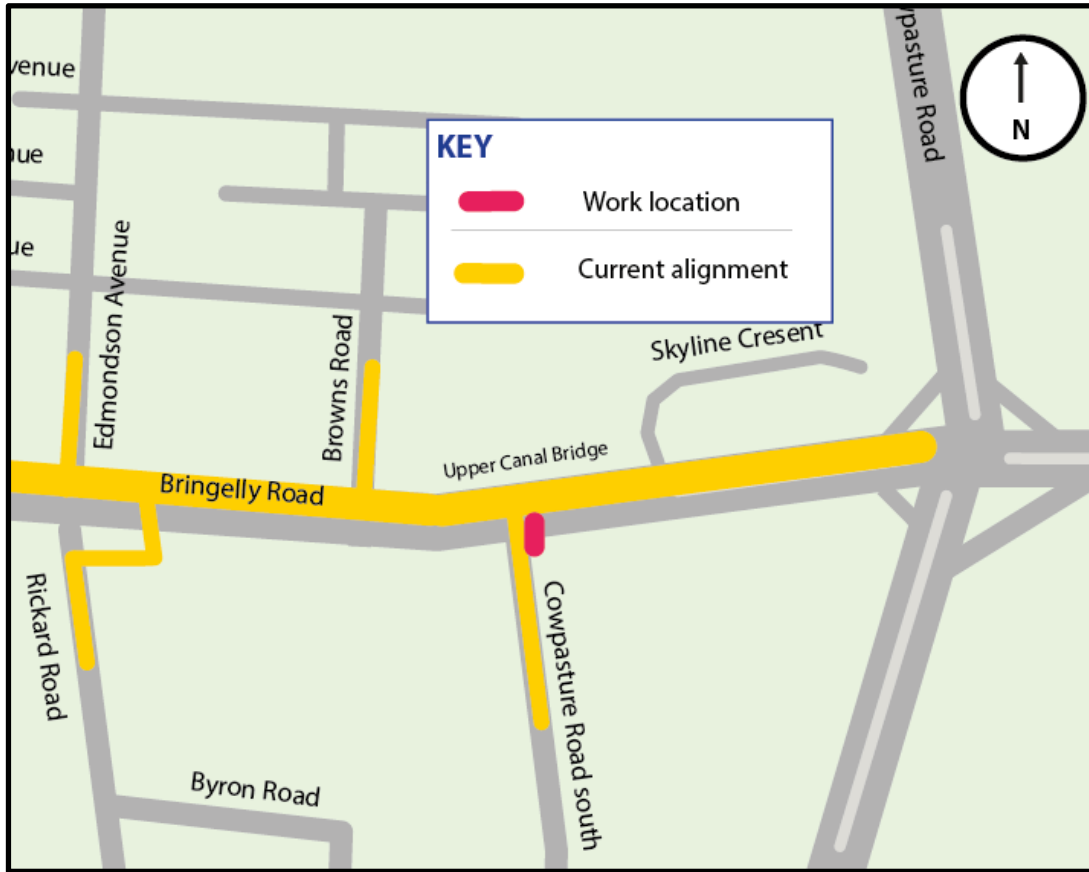 venue
wpasture Road
N
KEY
nue
Work location
ue
Current alignment
Edmondson Avenue
Browns Road
Skyline Cresent
Upper Canal Bridge
Bringelly Road
Rickard Road
Cowpasture Road south
Byron Road